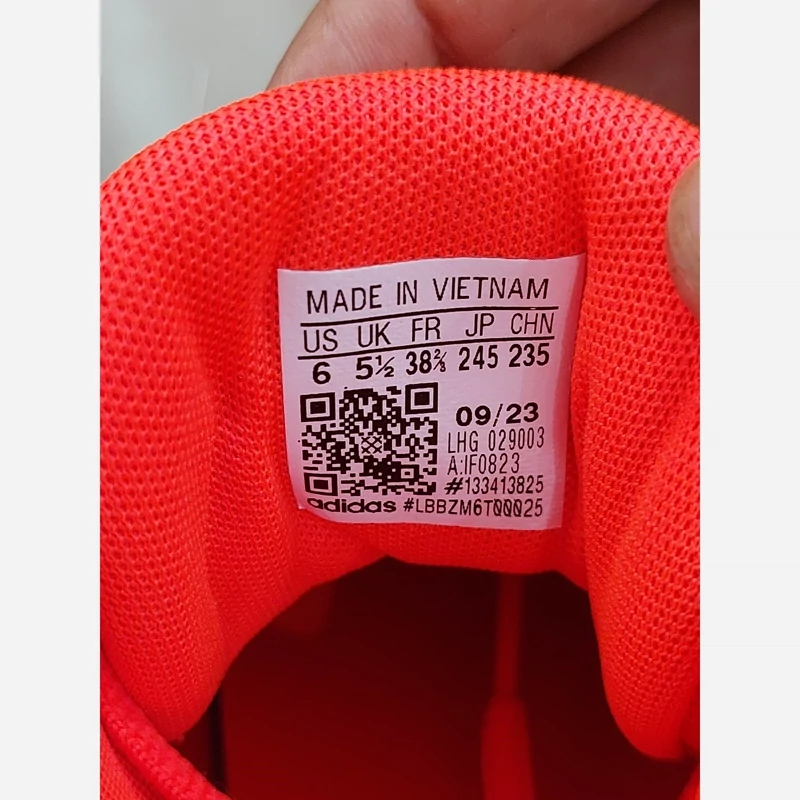 MADE IN VIETNAM
US UK FR JP CHN
6 5½ 38⅔ 245 235
09/23
LHG 029003
A:IF0823
#133413825
adidas #LBBZM6T00025